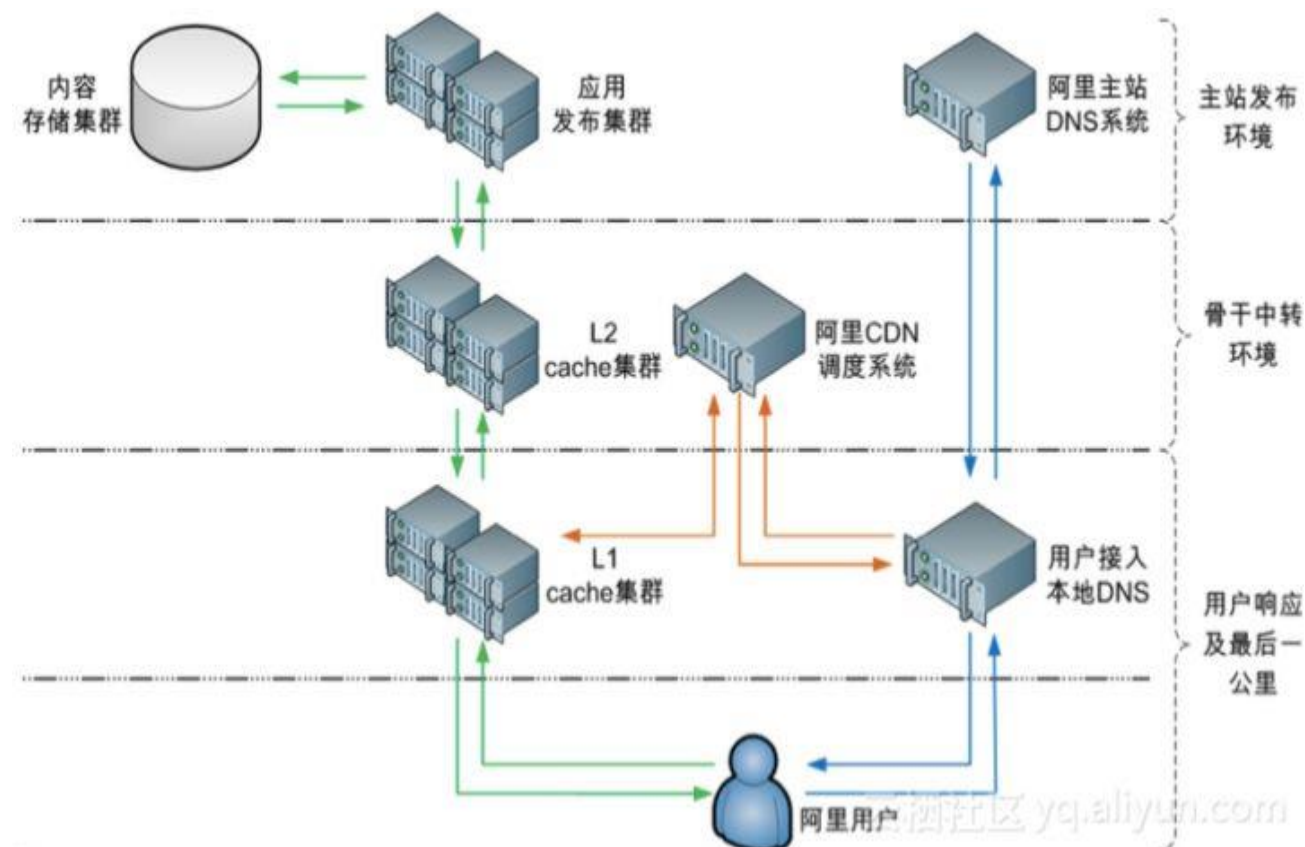 内容
存储集群
应用
发布集群
阿里主站
DNS系统
主站发布
环境
L2
cache集群
阿里CDN
调度系统
骨干中转
环境
L1
cache集群
用户接入
本地DNS
用户响应
及最后一
公里
阿里用户
云栖社区 yq.aliyun.com